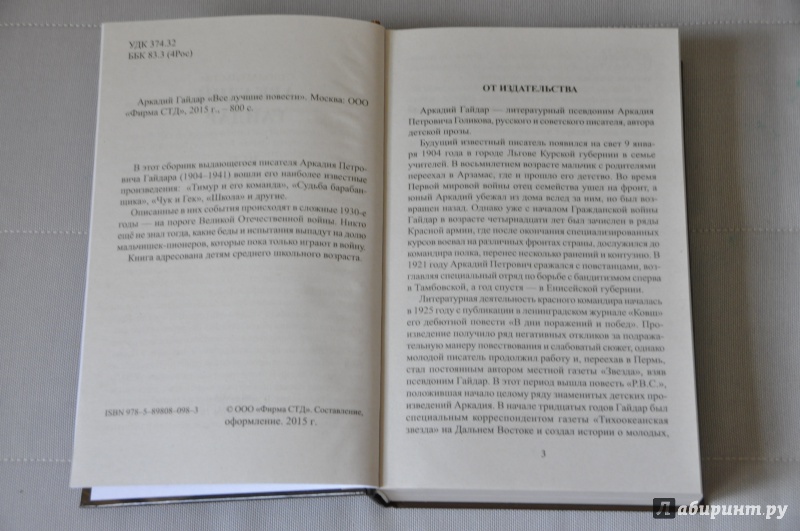 УДК 374.32
ББК 83.3 (4Рос)
Аркадий Гайдар «Все лучшие повести». Москва: ООО
«Фирма СТД», 2015 г., – 800 с.
В этот сборник выдающегося писателя Аркадия Петро-
вича Гайдара (1904–1941) вошли его наиболее известные
произведения: «Тимур и его команда», «Судьба барабан-
щика», «Чук и Гек», «Школа» и другие.
Описанные в них события происходят в сложные 1930-е
годы — на пороге Великой Отечественной войны. Никто
ещё не знал тогда, какие беды и испытания выпадут на долю
мальчишек-пионеров, которые пока только играют в войну.
Книга адресована детям среднего школьного возраста.
ISBN 978–5–89808–098–3
© ООО «Фирма СТД». Составление,
оформление. 2015 г.
ОТ ИЗДАТЕЛЬСТВА
Аркадий Гайдар — литературный псевдоним Аркадия
Петровича Голикова, русского и советского писателя, автора
детской прозы.
Будущий известный писатель появился на свет 9 янва-
ря 1904 года в городе Льгове Курской губернии в семье
учителей. В восьмилетнем возрасте мальчик с родителями
переехал в Арзамас, где и прошло его детство. Во время
Первой мировой войны отец семейства ушел на фронт, а
юный Аркадий убежал из дома вслед за ним, но был воз-
вращен назад. Однако уже с началом Гражданской войны
Гайдар в возрасте четырнадцати лет был зачислен в ряды
Красной армии, где после окончания специализированных
курсов воевал на различных фронтах страны, дослужился до
командира полка, перенес несколько ранений и контузию. В
1921 году Аркадий Петрович сражался с повстанцами, воз-
главляя специальный отряд по борьбе с бандитизмом сперва
в Тамбовской, а год спустя — в Енисейской губернии.
Литературная деятельность красного командира началась
в 1925 году с публикации в ленинградском журнале «Ковш»
его дебютной повести «В дни поражений и побед». Про-
изведение получило ряд негативных откликов за подража-
тельную манеру повествования и слабоватый сюжет, однако
молодой писатель продолжил работу и, переехав в Пермь,
стал постоянным автором местной газеты «Звезда», взяв
псевдоним Гайдар. В этот период вышла повесть «Р.В.С.»,
положившая начало целому ряду знаменитых детских про-
изведений Аркадия. В начале тридцатых годов Гайдар был
специальным корреспондентом газеты «Тихоокеанская
звезда» на Дальнем Востоке и создал истории о молодых,
3
Лабиринт.ру